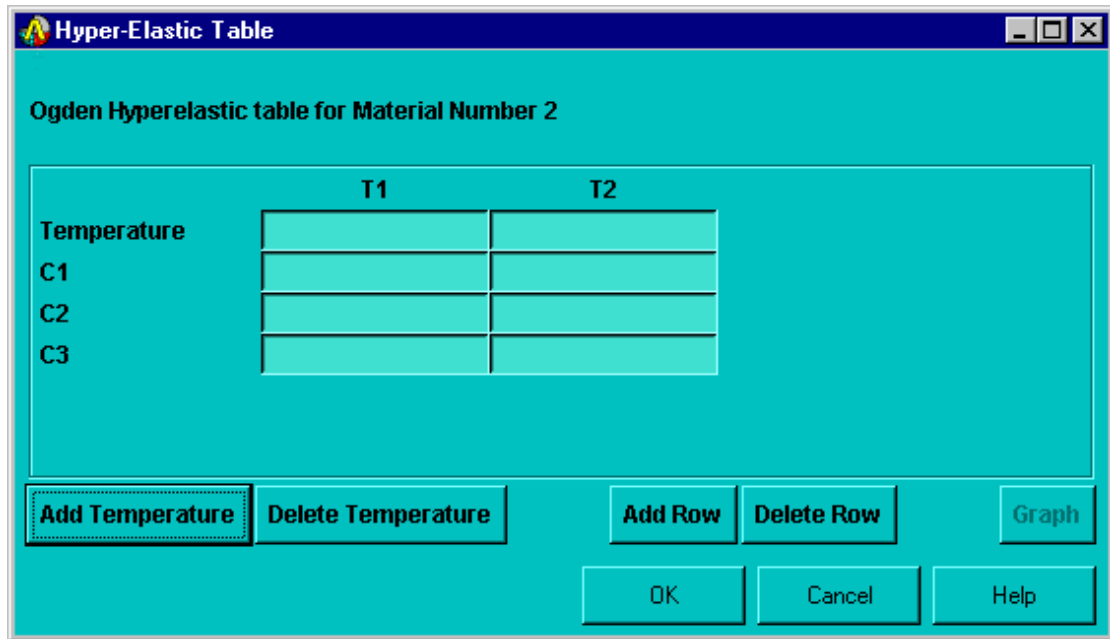 Hyper-Elastic Table
Ogden Hyperelastic table for Material Number 2
T1 T2
Temperature
C1
C2
C3
Add Temperature Delete Temperature Add Row Delete Row Graph
OK Cancel Help